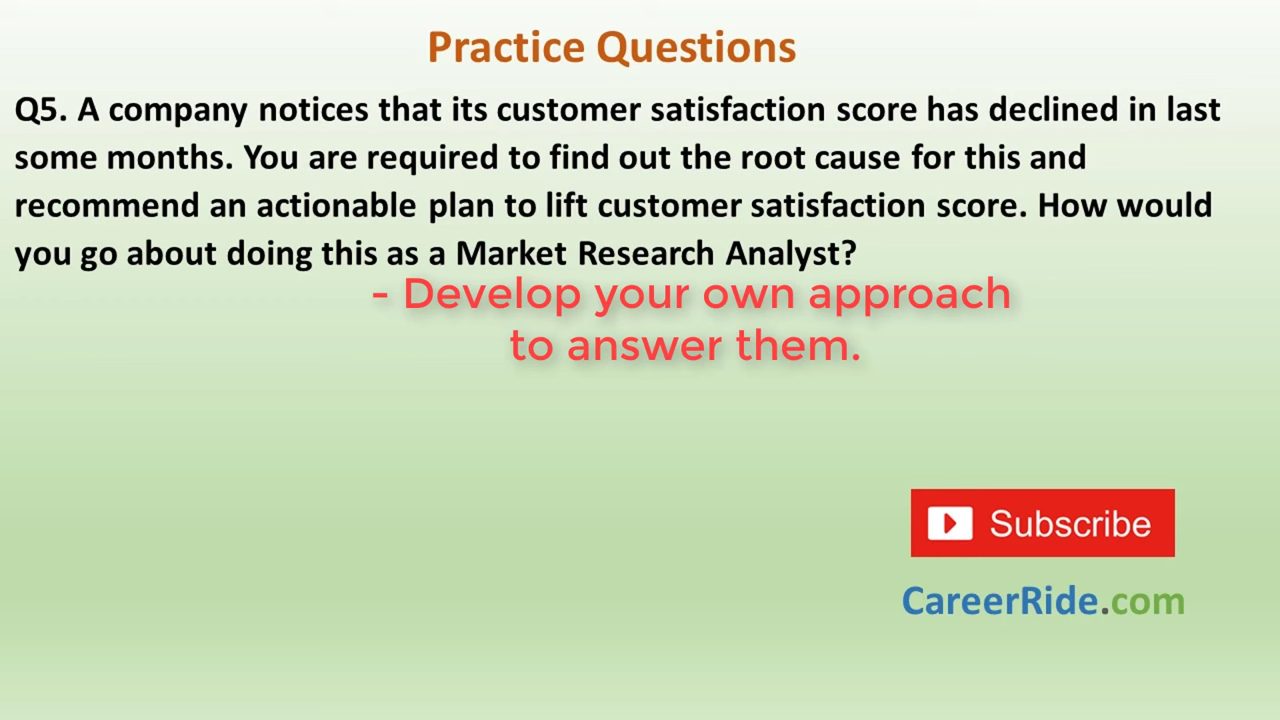 Practice Questions
Q5. A company notices that its customer satisfaction score has declined in last
some months. You are required to find out the root cause for this and
recommend an actionable plan to lift customer satisfaction score. How would
you go about doing this as a Market Research Analyst?
- Develop your own approach
to answer them.
Subscribe
CareerRide.com